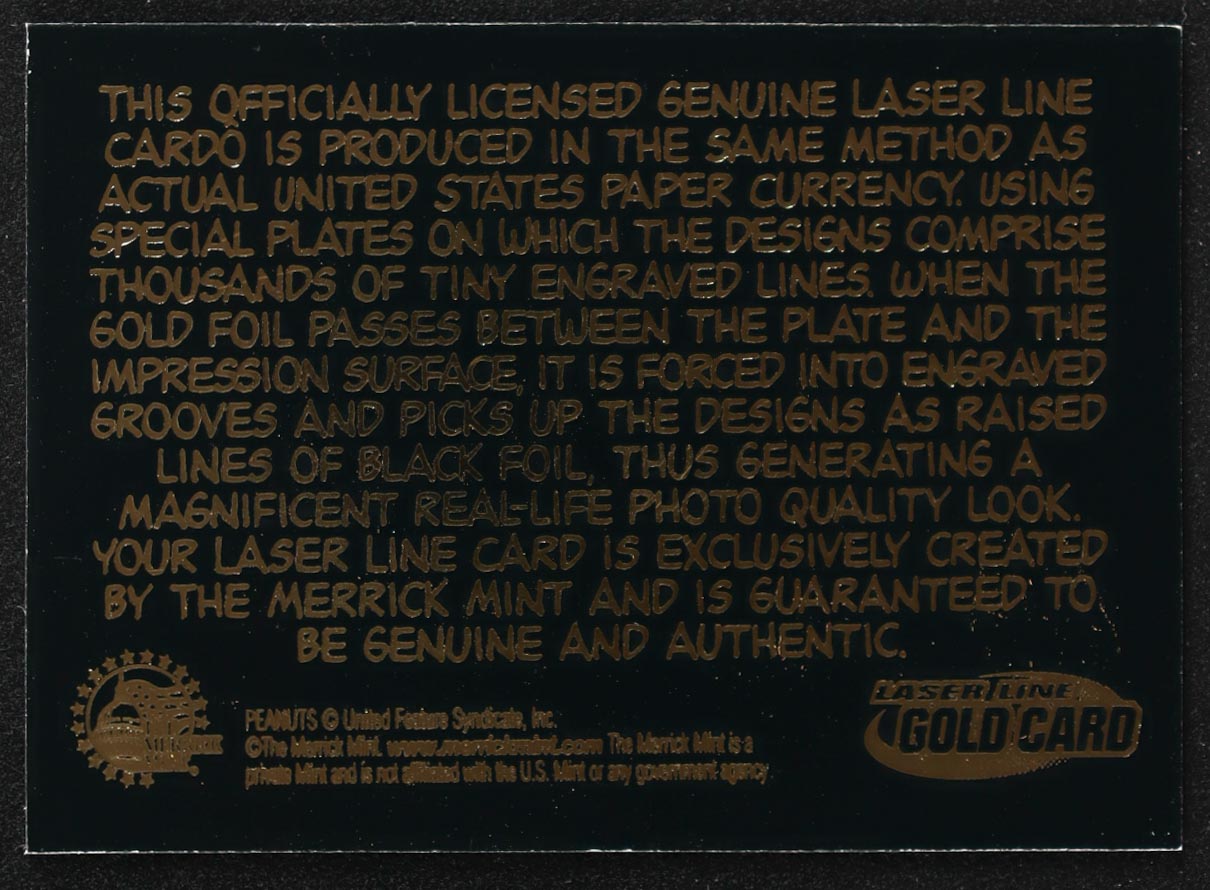 THIS OFFICIALLY LICENSED GENUINE LASER LINE
CARDO IS PRODUCED IN THE SAME METHOD AS
ACTUAL UNITED STATES PAPER CURRENCY. USING
SPECIAL PLATES ON WHICH THE DESIGNS COMPRISE
THOUSANDS OF TINY ENGRAVED LINES. WHEN THE
GOLD FOIL PASSES BETWEEN THE PLATE AND THE
IMPRESSION SURFACE, IT IS FORCED INTO ENGRAVED
GROOVES AND PICKS UP THE DESIGNS AS RAISED
LINES OF BLACK FOIL, THUS GENERATING A
MAGNIFICENT REAL-LIFE PHOTO QUALITY LOOK.
YOUR LASER LINE CARD IS EXCLUSIVELY CREATED
BY THE MERRICK MINT AND IS GUARANTEED TO
BE GENUINE AND AUTHENTIC.
PEANUTS © United Feature Syndicate, Inc.
©The Merrick Mint. www.merrickmint.com The Merrick Mint is a
private Mint and is not affiliated with the U.S. Mint or any government agency
LASER LINE
GOLD CARD